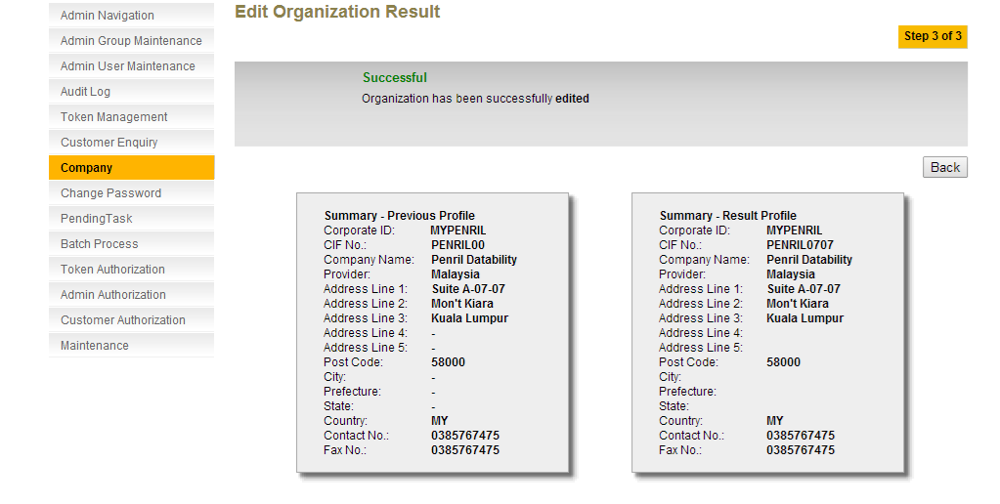 Admin Navigation
Admin Group Maintenance
Admin User Maintenance
Audit Log
Token Management
Customer Enquiry
Company
Change Password
PendingTask
Batch Process
Token Authorization
Admin Authorization
Customer Authorization
Maintenance
Edit Organization Result
Step 3 of 3
Successful
Organization has been successfully edited
Back
Summary - Previous Profile
Corporate ID: MYPENRIL
CIF No.: PENRIL00
Company Name: Penril Datability
Provider: Malaysia
Address Line 1: Suite A-07-07
Address Line 2: Mon't Kiara
Address Line 3: Kuala Lumpur
Address Line 4: -
Address Line 5: -
Post Code: 58000
City: -
Prefecture: -
State: -
Country: MY
Contact No.: 0385767475
Fax No.: 0385767475
Summary - Result Profile
Corporate ID: MYPENRIL
CIF No.: PENRIL0707
Company Name: Penril Datability
Provider: Malaysia
Address Line 1: Suite A-07-07
Address Line 2: Mon't Kiara
Address Line 3: Kuala Lumpur
Address Line 4:
Address Line 5:
Post Code: 58000
City:
Prefecture:
State:
Country: MY
Contact No.: 0385767475
Fax No.: 0385767475